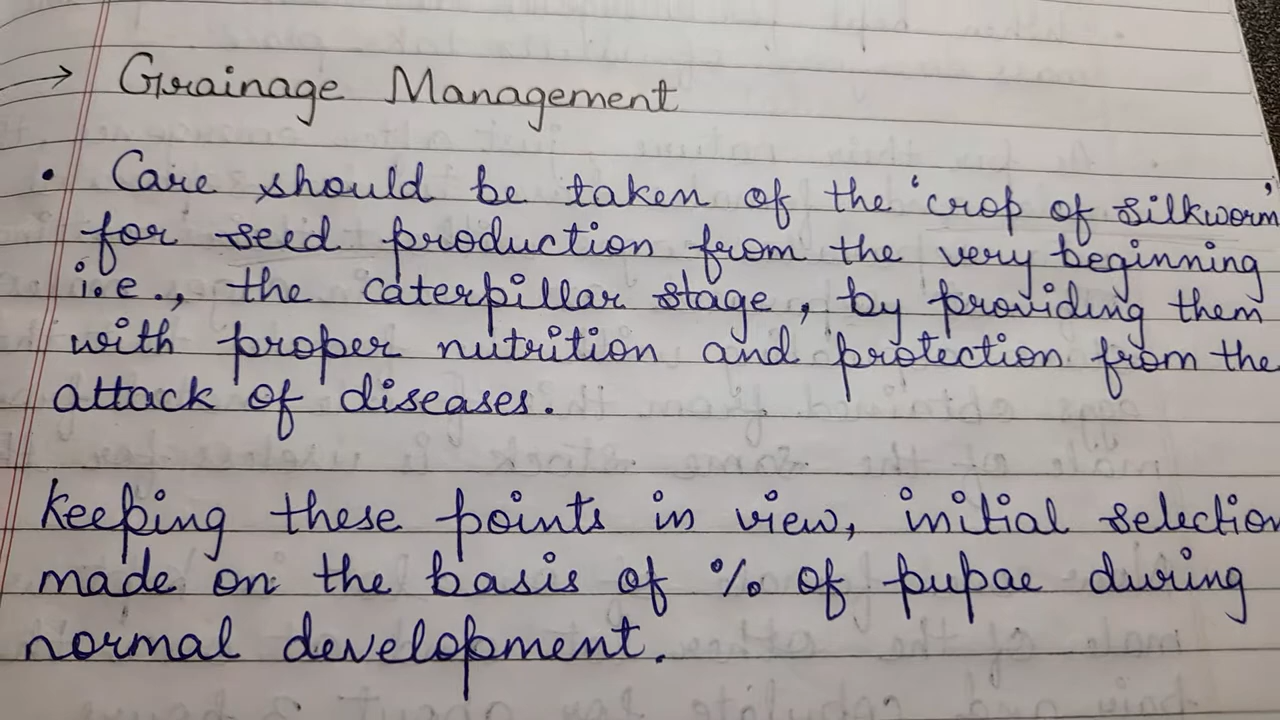 → Grainage Management
• Care should be taken of the 'crop of silkworm'
for seed production from the very beginning
i.e., the caterpillar stage, by providing them
with proper nutrition and protection from the
attack of diseases.
Keeping these points in view, initial selection
made on the basis of % of pupae during
normal development.